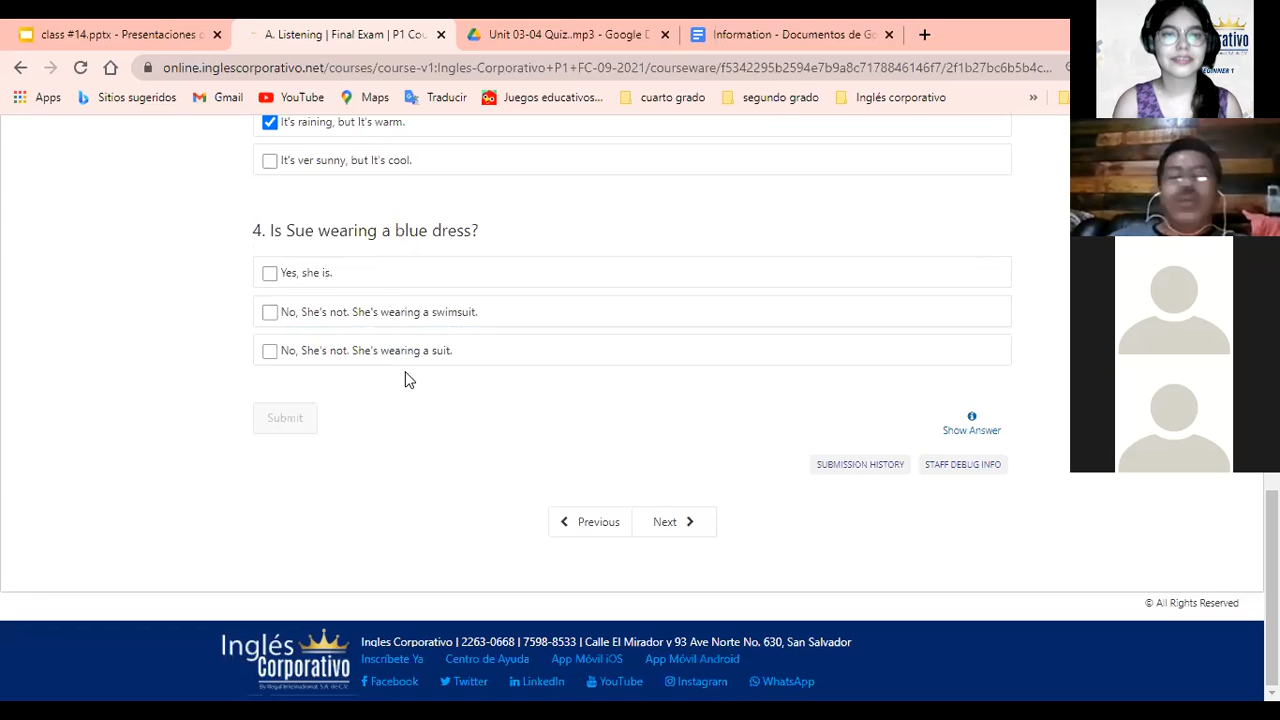 class #14.pptx - Presentaciones
A. Listening | Final Exam | P1 Cou
Unit 03-04 Quiz..mp3 - Google D
Information - Documentos de Go
online.inglescorporativo.net/courses/course-v1:Ingles-Corporativo+P1+FC-09-2021/courseware/f5342295b2594e7b9a8c7178846146f7/2f1b27bc6b5b4c...
Apps
Sitios sugeridos
Gmail
YouTube
Maps
Traducir
Juegos educativos...
cuarto grado
segundo grado
Inglés corporativo
»
It's raining, but It's warm.
It's ver sunny, but It's cool.
4. Is Sue wearing a blue dress?
Yes, she is.
No, She's not. She's wearing a swimsuit.
No, She's not. She's wearing a suit.
Submit
Show Answer
SUBMISSION HISTORY
STAFF DEBUG INFO
Previous
Next
© All Rights Reserved
Inglés Corporativo
Ingles Corporativo | 2263-0668 | 7598-8533 | Calle El Mirador y 93 Ave Norte No. 630, San Salvador
Inscríbete Ya
Centro de Ayuda
App Móvil iOS
App Móvil Android
Facebook
Twitter
LinkedIn
YouTube
Instagram
WhatsApp